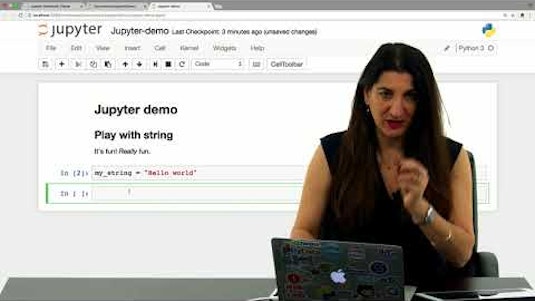 jupyter Jupyter-demo Last Checkpoint: 3 minutes ago (unsaved changes)
File Edit View Insert Cell Kernel Widgets Help Python 3
Code CellToolbar
Jupyter demo
Play with string
It's fun! Really fun.
In [2]: my_string = "Hello world"
In [ ]: